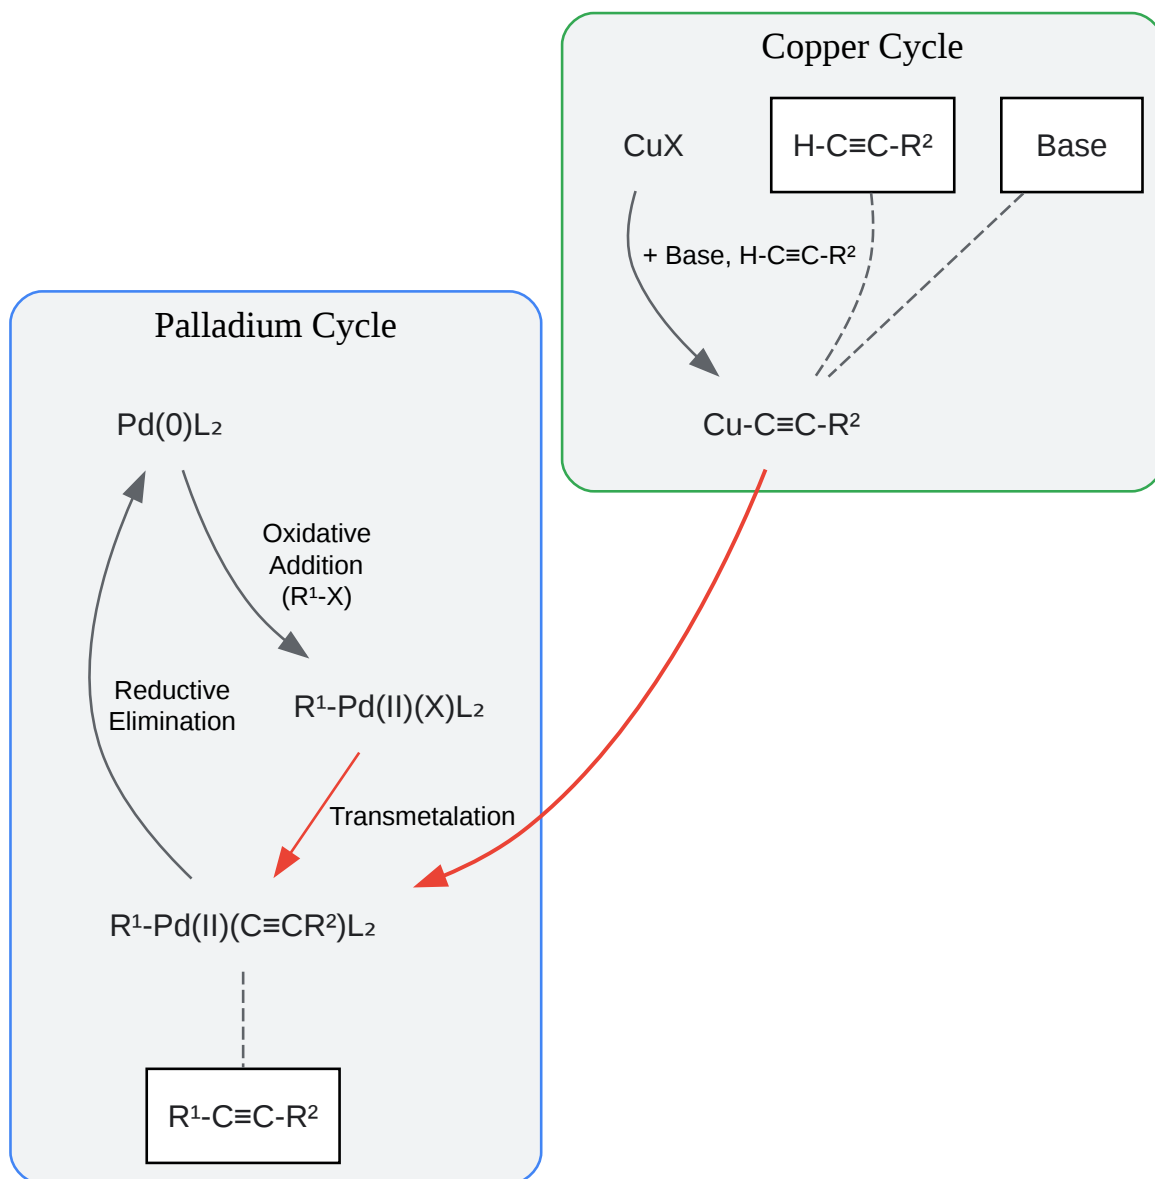 Copper Cycle
CuX
H-C≡C-R²
Base
+ Base, H-C≡C-R²
Cu-C≡C-R²
Palladium Cycle
Pd(0)L₂
Oxidative
Addition
(R¹-X)
Reductive
Elimination
R¹-Pd(II)(X)L₂
Transmetalation
R¹-Pd(II)(C≡CR²)L₂
R¹-C≡C-R²